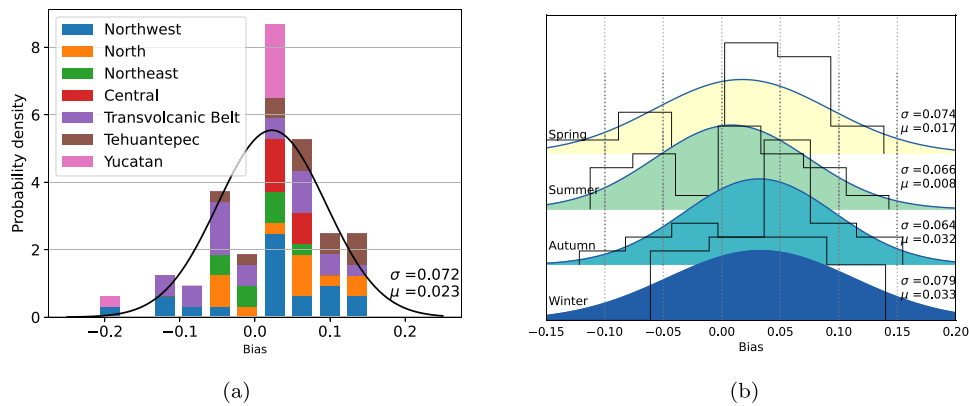 Northwest
North
Northeast
Central
Transvolcanic Belt
Tehuantepec
Yucatan
Probability density
8
6
4
2
0
σ =0.072
μ =0.023
−0.2 −0.1 0.0 0.1 0.2
Bias
(a)
Spring
σ =0.074
μ =0.017
Summer
σ =0.066
μ =0.008
Autumn
σ =0.064
μ =0.032
Winter
σ =0.079
μ =0.033
−0.15 −0.10 −0.05 0.00 0.05 0.10 0.15 0.20
Bias
(b)